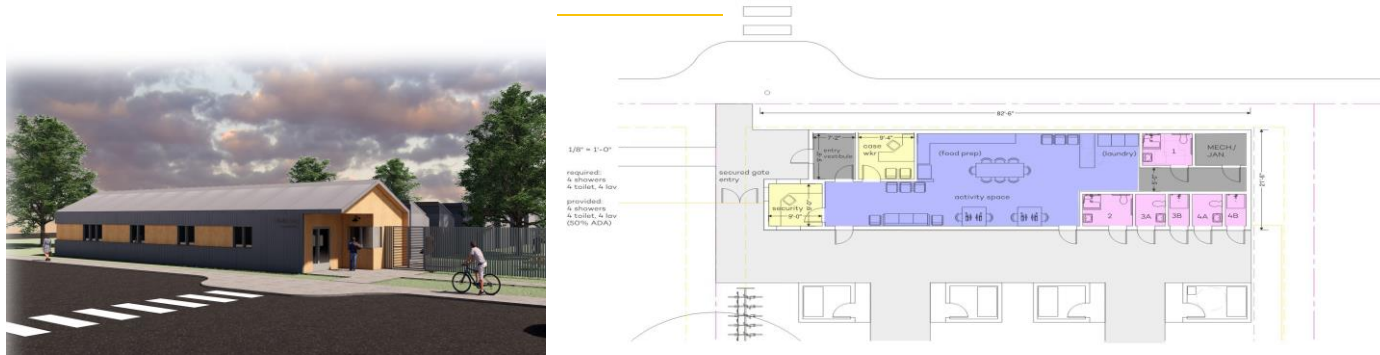 82'-6"
1/8" = 1'-0"
required:
4 showers
4 toilet, 4 lav
provided:
4 showers
4 toilet, 4 lav
(50% ADA)
secured gate
entry
7'-2"
entry
vestibule
case
wkr
(food prep)
(laundry)
1
MECH./
JAN.
security
9'-0"
activity space
2
3A
3B
4A
4B